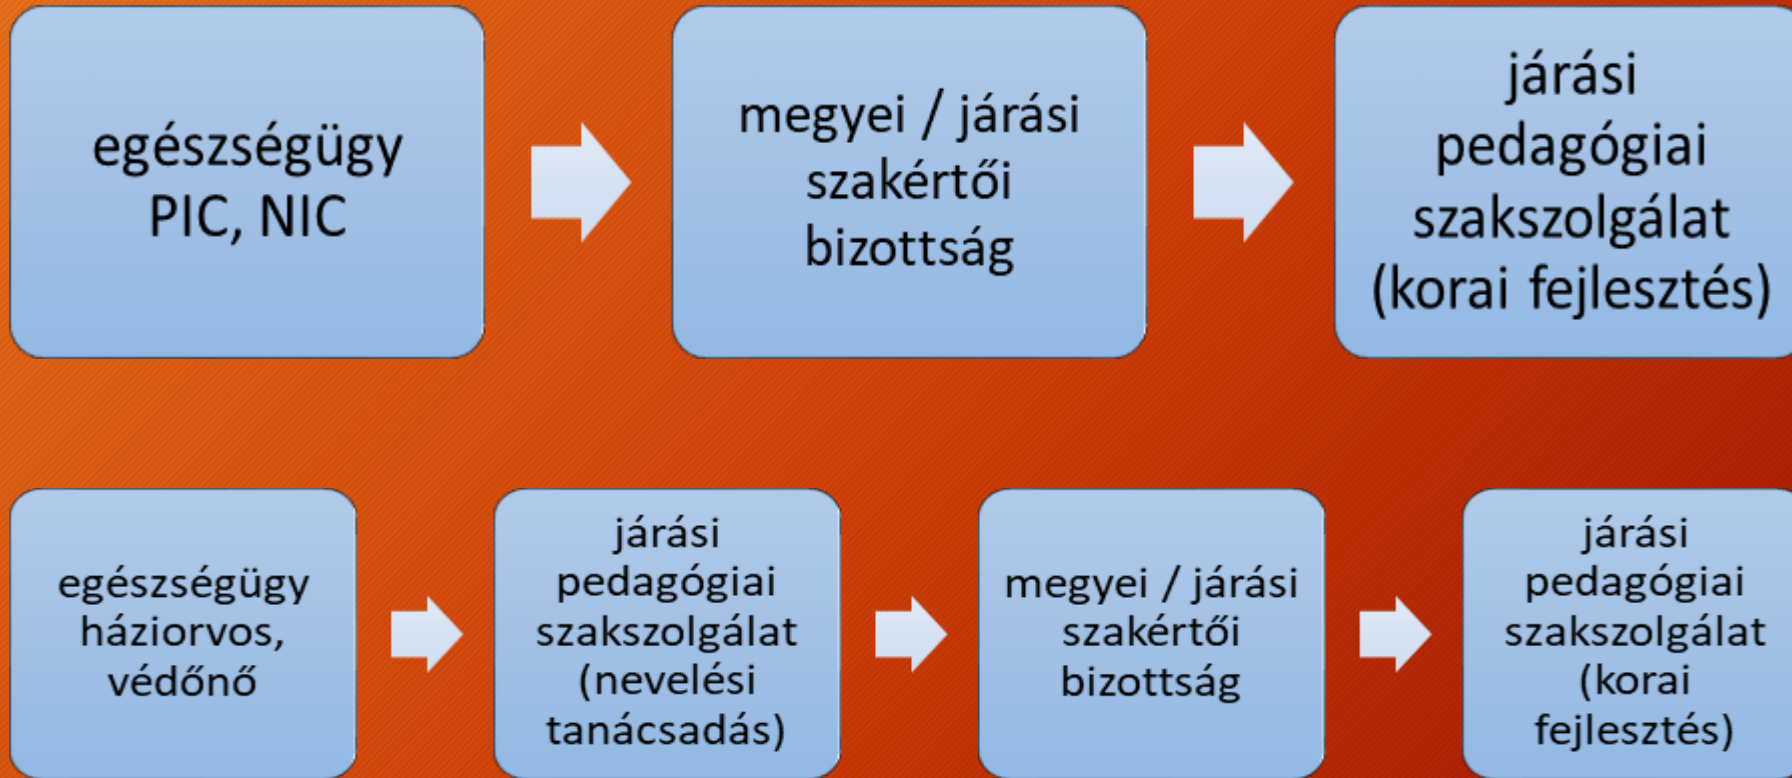 egészségügy
PIC, NIC
megyei / járási
szakértői
bizottság
járási
pedagógiai
szakszolgálat
(korai fejlesztés)
egészségügy
háziorvos,
védőnő
járási
pedagógiai
szakszolgálat
(nevelési
tanácsadás)
megyei / járási
szakértői
bizottság
járási
pedagógiai
szakszolgálat
(korai
fejlesztés)